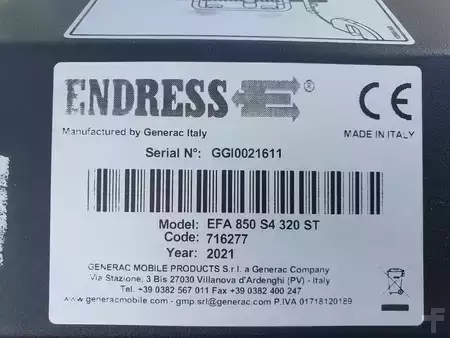 ENDRESS E ®
CE
Manufactured by Generac Italy
MADE IN ITALY
Serial N°: GGI0021611
Model: EFA 850 S4 320 ST
Code: 716277
Year: 2021
GENERAC MOBILE PRODUCTS S.r.l. a Generac Company
Via Stazione, 3 Bis 27030 Villanova d'Ardenghi (PV) - Italy
Tel. +39 0382 567 011 Fax +39 0382 400 247
www.generacmobile.com - gmp.srl@generac.com P.IVA 01718120189